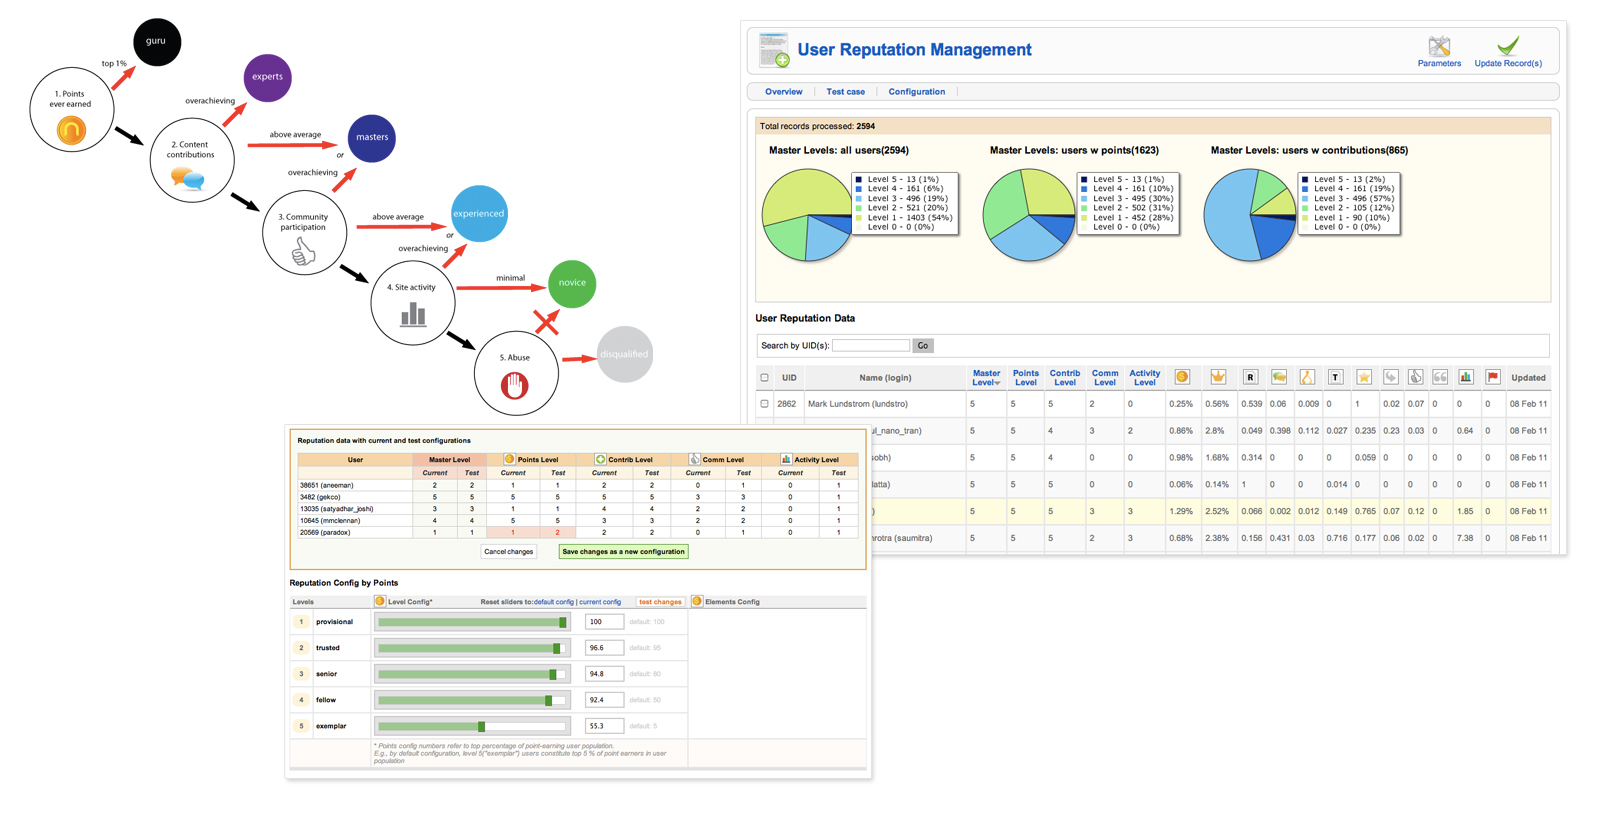 guru
top 1%
1. Points
ever earned
experts
overachieving
2. Content
contributions
above average
masters
or
overachieving
3. Community
participation
above average
experienced
or
overachieving
4. Site activity
minimal
novice
5. Abuse
disqualified
User Reputation Management
Parameters
Update Record(s)
Overview
Test case
Configuration
Total records processed: 2594
Master Levels: all users(2594)
Level 5 - 13 (1%)
Level 4 - 161 (6%)
Level 3 - 496 (19%)
Level 2 - 521 (20%)
Level 1 - 1403 (54%)
Level 0 - 0 (0%)
Master Levels: users w points(1623)
Level 5 - 13 (1%)
Level 4 - 161 (10%)
Level 3 - 495 (30%)
Level 2 - 502 (31%)
Level 1 - 452 (28%)
Level 0 - 0 (0%)
Master Levels: users w contributions(865)
Level 5 - 13 (2%)
Level 4 - 161 (19%)
Level 3 - 496 (57%)
Level 2 - 105 (12%)
Level 1 - 90 (10%)
Level 0 - 0 (0%)
User Reputation Data
Search by UID(s): Go
UID Name (login) Master Level Points Level Contrib Level Comm Level Activity Level R T Updated
2862 Mark Lundstrom (lundstro) 5 5 5 2 0 0.25% 0.56% 0.539 0.06 0.009 0 1 0.02 0.07 0 0 0 08 Feb 11
ul_nano_tran) 5 5 4 3 2 0.86% 2.8% 0.049 0.398 0.112 0.027 0.235 0.23 0.03 0 0.64 0 08 Feb 11
sobh) 5 5 4 0 0 0.98% 1.68% 0.314 0 0 0 0.059 0 0 0 0 0 08 Feb 11
latta) 5 5 5 0 0 0.06% 0.14% 1 0 0 0.014 0 0 0 0 0 0 08 Feb 11
) 5 5 5 3 3 1.29% 2.52% 0.066 0.002 0.012 0.149 0.765 0.07 0.12 0 1.85 0 08 Feb 11
hrotra (saumitra) 5 5 5 2 3 0.68% 2.38% 0.156 0.431 0.03 0.716 0.177 0.06 0.02 0 7.38 0 08 Feb 11
Reputation data with current and test configurations
User Master Level Points Level Contrib Level Comm Level Activity Level
Current Test Current Test Current Test Current Test Current Test
38651 (aneeman) 2 2 1 1 2 2 0 1 0 1
3482 (gekco) 5 5 5 5 5 5 3 3 0 1
13035 (satyadhar_joshi) 3 3 1 1 4 4 2 2 0 1
10645 (mmclennan) 4 4 5 5 3 3 2 2 0 1
20569 (paradox) 1 1 1 2 2 2 0 1 0 1
Cancel changes
Save changes as a new configuration
Reputation Config by Points
Levels Level Config* Reset sliders to:default config | current config test changes Elements Config
1 provisional 100 default: 100
2 trusted 96.6 default: 95
3 senior 94.8 default: 80
4 fellow 92.4 default: 50
5 exemplar 55.3 default: 5
* Points config numbers refer to top percentage of point-earning user population.
E.g., by default configuration, level 5("exemplar") users constitute top 5 % of point earners in user
population